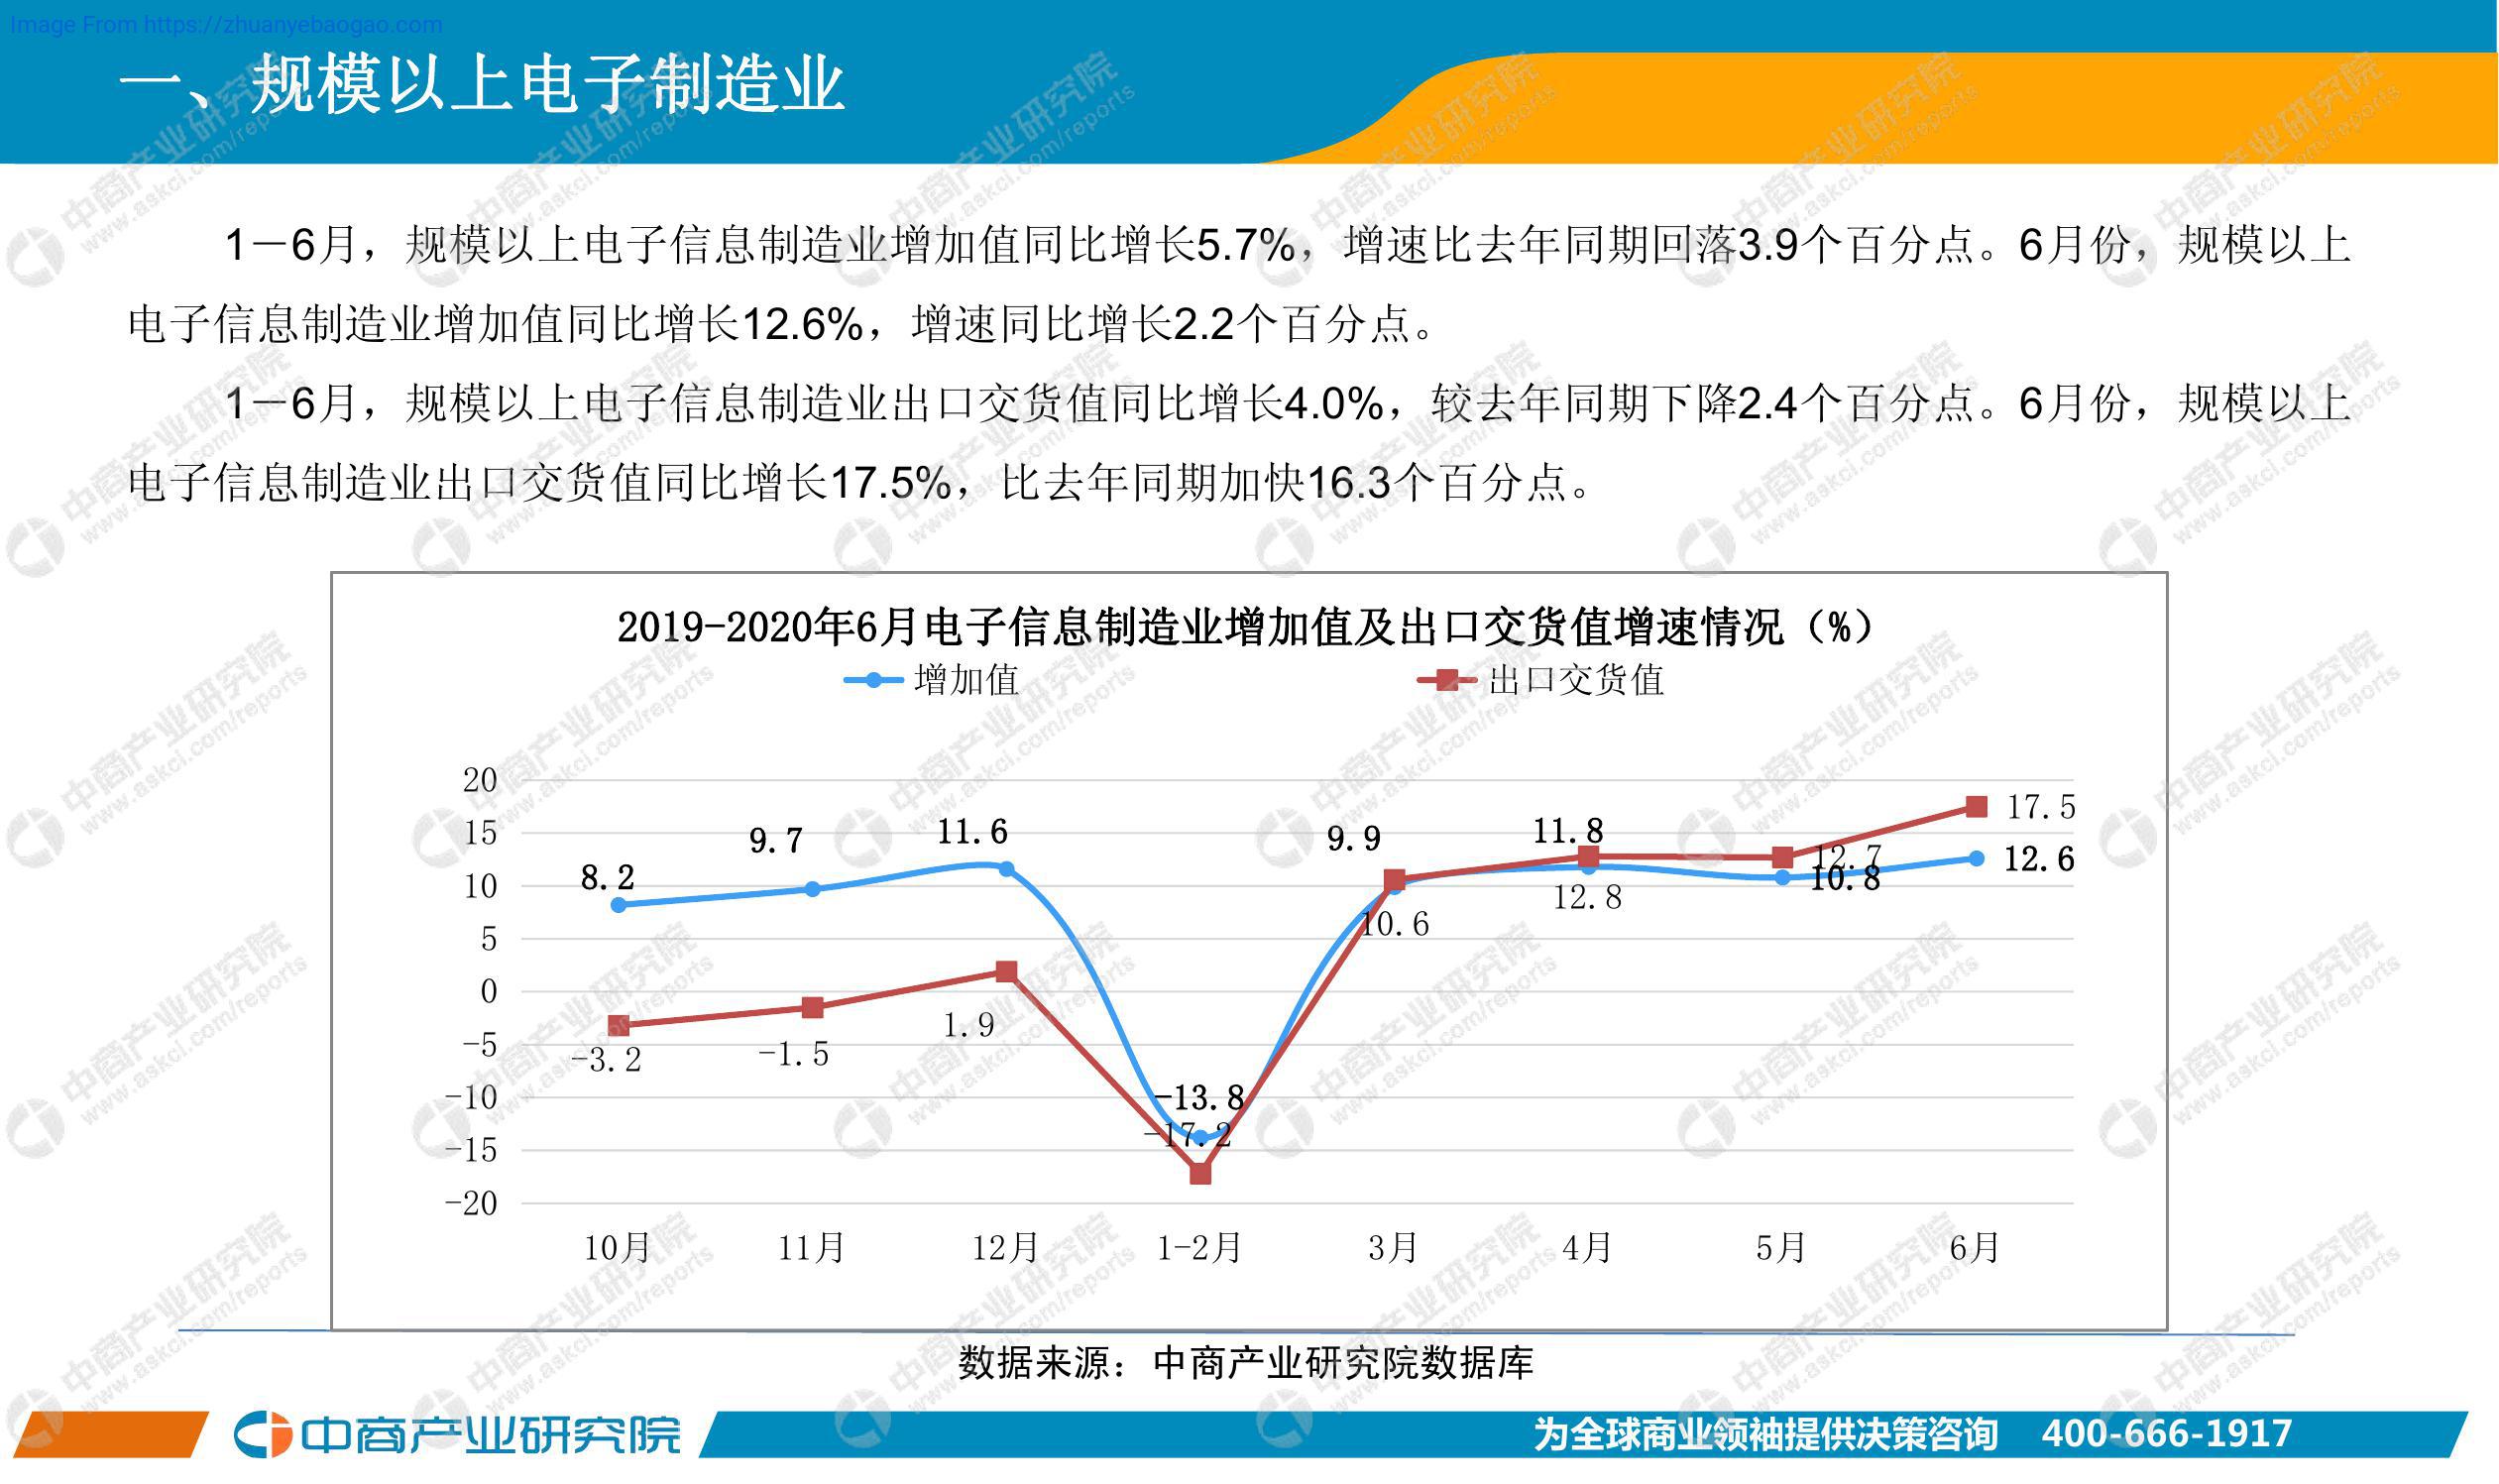 Image From https://zhuanyebaogao.com
一、规模以上电子制造业
1－6月，规模以上电子信息制造业增加值同比增长5.7%，增速比去年同期回落3.9个百分点。6月份，规模以上
电子信息制造业增加值同比增长12.6%，增速同比增长2.2个百分点。
1－6月，规模以上电子信息制造业出口交货值同比增长4.0%，较去年同期下降2.4个百分点。6月份，规模以上
电子信息制造业出口交货值同比增长17.5%，比去年同期加快16.3个百分点。
2019-2020年6月电子信息制造业增加值及出口交货值增速情况（%）
增加值 出口交货值
20
15
10
5
0
-5
-10
-15
-20
8.2 9.7 11.6 -13.8 9.9 11.8 10.8 12.6
-3.2 -1.5 1.9 -17.2 10.6 12.8 12.7 17.5
10月 11月 12月 1-2月 3月 4月 5月 6月
数据来源：中商产业研究院数据库
中商产业研究院
为全球商业领袖提供决策咨询 400-666-1917
中商产业研究院
www.askci.com/reports